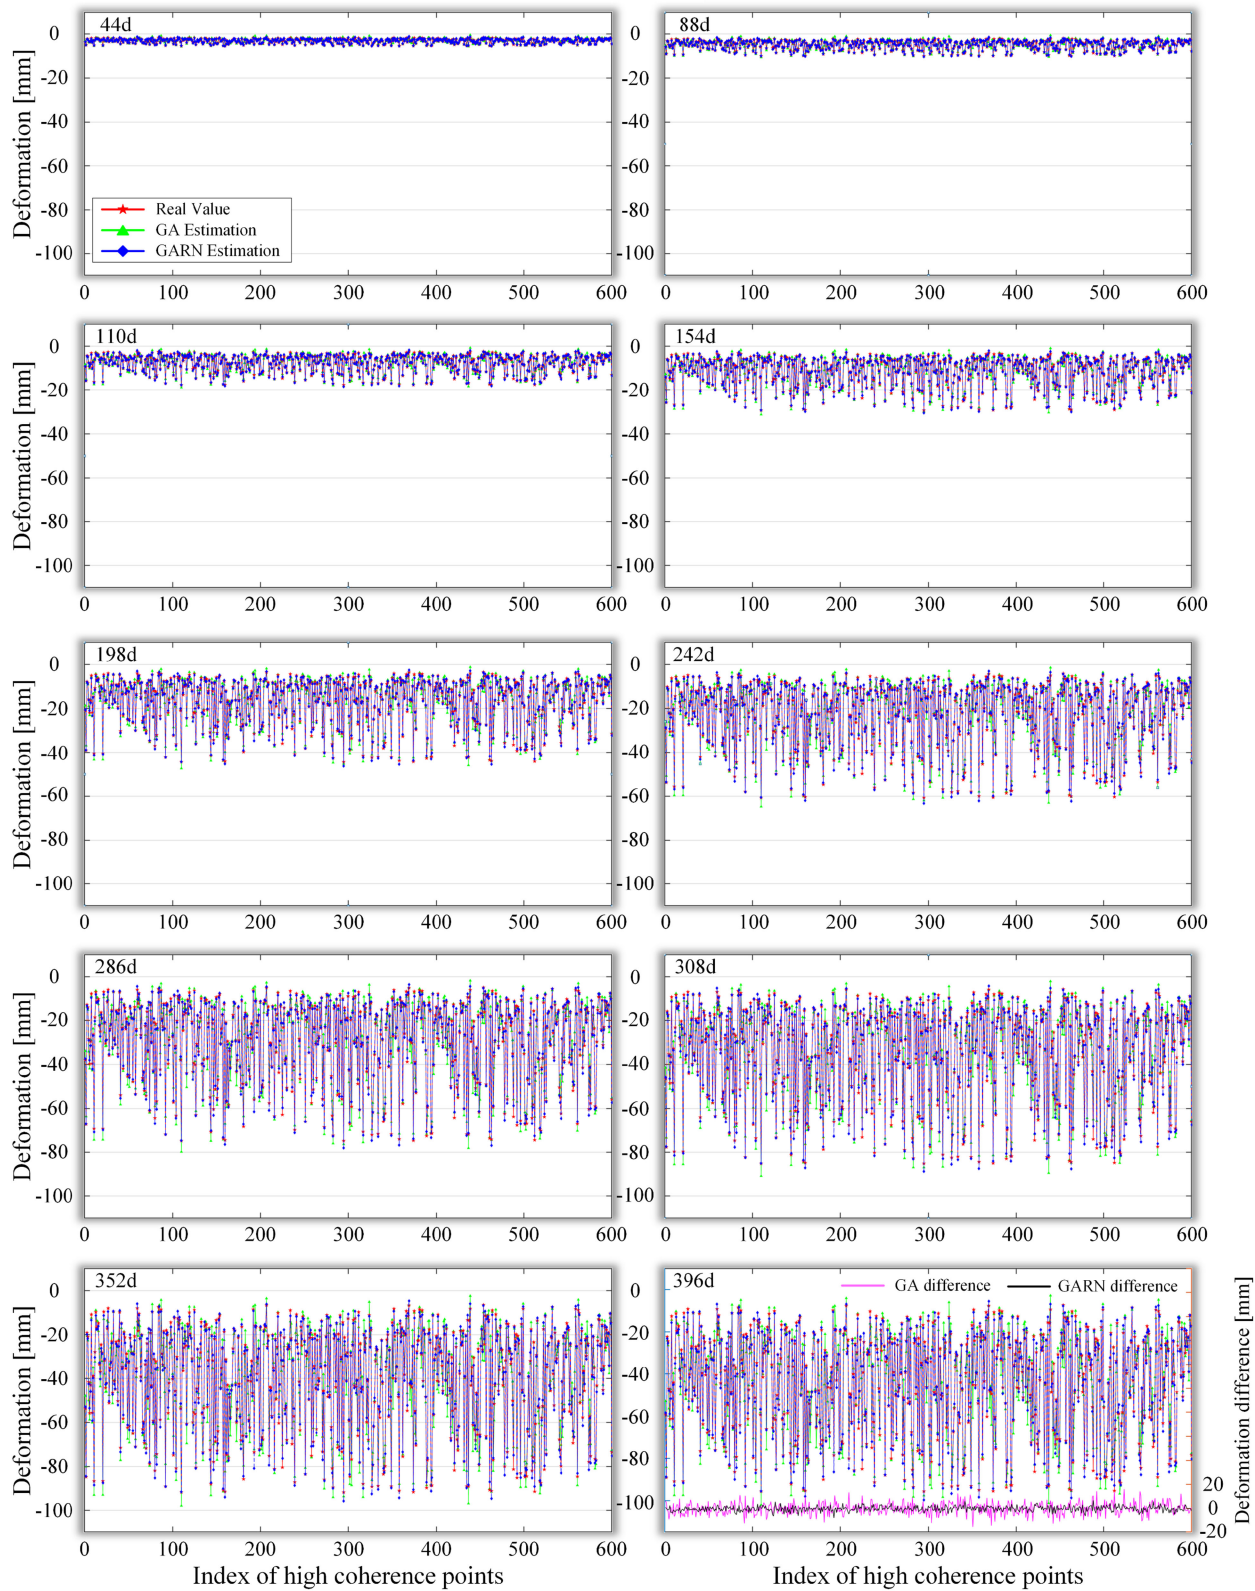 44d
88d
0
-20
-40
-60
-80
-100
Deformation [mm]
Real Value
GA Estimation
GARN Estimation
0
-20
-40
-60
-80
-100
0 100 200 300 400 500 600
0 100 200 300 400 500 600
110d
154d
0
-20
-40
-60
-80
-100
Deformation [mm]
0
-20
-40
-60
-80
-100
0 100 200 300 400 500 600
0 100 200 300 400 500 600
198d
242d
0
-20
-40
-60
-80
-100
Deformation [mm]
0
-20
-40
-60
-80
-100
0 100 200 300 400 500 600
0 100 200 300 400 500 600
286d
308d
0
-20
-40
-60
-80
-100
Deformation [mm]
0
-20
-40
-60
-80
-100
0 100 200 300 400 500 600
0 100 200 300 400 500 600
352d
396d
GA difference
GARN difference
0
-20
-40
-60
-80
-100
Deformation [mm]
0
-20
-40
-60
-80
-100
20
0
-20
Deformation difference [mm]
0 100 200 300 400 500 600
0 100 200 300 400 500 600
Index of high coherence points
Index of high coherence points